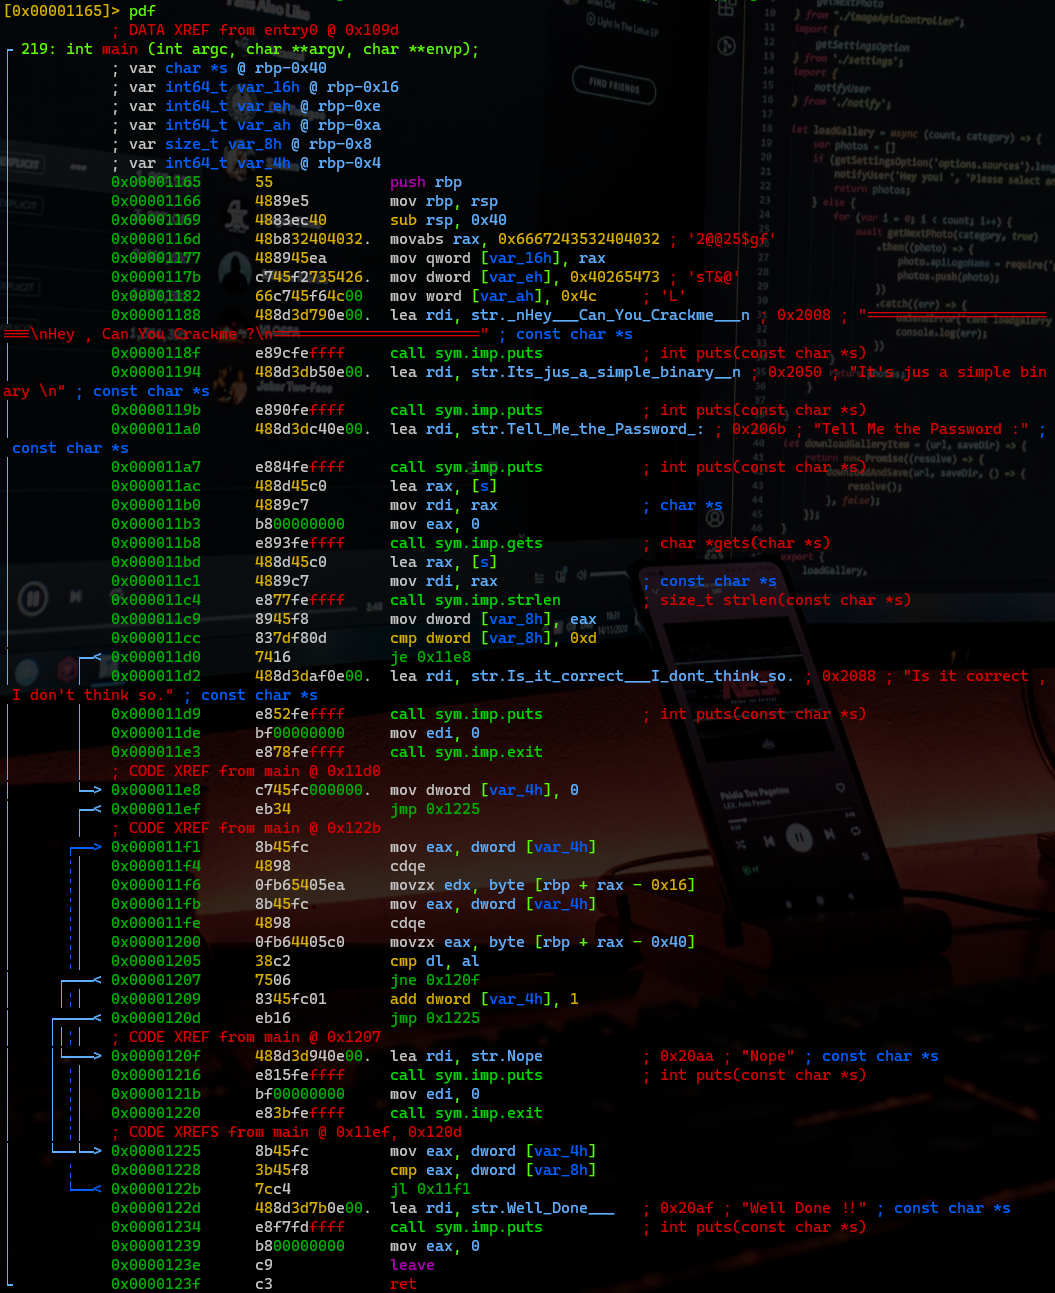 [0x00001165]> pdf
; DATA XREF from entry0 @ 0x109d
219: int main (int argc, char **argv, char **envp);
; var char *s @ rbp-0x40
; var int64_t var_16h @ rbp-0x16
; var int64_t var_eh @ rbp-0xe
; var int64_t var_ah @ rbp-0xa
; var size_t var_8h @ rbp-0x8
; var int64_t var_4h @ rbp-0x4
0x00001165 55 push rbp
0x00001166 4889e5 mov rbp, rsp
0x00001169 4883ec40 sub rsp, 0x40
0x0000116d 48b832404032. movabs rax, 0x6667243532404032 ; '2@@25$gf'
0x00001177 488945ea mov qword [var_16h], rax
0x0000117b c745f2735426. mov dword [var_eh], 0x40265473 ; 'sT&@'
0x00001182 66c745f64c00 mov word [var_ah], 0x4c ; 'L'
0x00001188 488d3d790e00. lea rdi, str._nHey___Can_You_Crackme___n ; 0x2008 ; "====================
===\nHey , Can You Crackme ?\n=======================" ; const char *s
0x0000118f e89cfeffff call sym.imp.puts ; int puts(const char *s)
0x00001194 488d3db50e00. lea rdi, str.Its_jus_a_simple_binary__n ; 0x2050 ; "It's jus a simple bin
ary \n" ; const char *s
0x0000119b e890feffff call sym.imp.puts ; int puts(const char *s)
0x000011a0 488d3dc40e00. lea rdi, str.Tell_Me_the_Password_: ; 0x206b ; "Tell Me the Password :" ;
const char *s
0x000011a7 e884feffff call sym.imp.puts ; int puts(const char *s)
0x000011ac 488d45c0 lea rax, [s]
0x000011b0 4889c7 mov rdi, rax ; char *s
0x000011b3 b800000000 mov eax, 0
0x000011b8 e893feffff call sym.imp.gets ; char *gets(char *s)
0x000011bd 488d45c0 lea rax, [s]
0x000011c1 4889c7 mov rdi, rax ; const char *s
0x000011c4 e877feffff call sym.imp.strlen ; size_t strlen(const char *s)
0x000011c9 8945f8 mov dword [var_8h], eax
0x000011cc 837df80d cmp dword [var_8h], 0xd
0x000011d0 7416 je 0x11e8
0x000011d2 488d3daf0e00. lea rdi, str.Is_it_correct___I_dont_think_so. ; 0x2088 ; "Is it correct ,
I don't think so." ; const char *s
0x000011d9 e852feffff call sym.imp.puts ; int puts(const char *s)
0x000011de bf00000000 mov edi, 0
0x000011e3 e878feffff call sym.imp.exit
; CODE XREF from main @ 0x11d0
0x000011e8 c745fc000000. mov dword [var_4h], 0
0x000011ef eb34 jmp 0x1225
; CODE XREF from main @ 0x122b
0x000011f1 8b45fc mov eax, dword [var_4h]
0x000011f4 4898 cdqe
0x000011f6 0fb65405ea movzx edx, byte [rbp + rax - 0x16]
0x000011fb 8b45fc mov eax, dword [var_4h]
0x000011fe 4898 cdqe
0x00001200 0fb64405c0 movzx eax, byte [rbp + rax - 0x40]
0x00001205 38c2 cmp dl, al
0x00001207 7506 jne 0x120f
0x00001209 8345fc01 add dword [var_4h], 1
0x0000120d eb16 jmp 0x1225
; CODE XREF from main @ 0x1207
0x0000120f 488d3d940e00. lea rdi, str.Nope ; 0x20aa ; "Nope" ; const char *s
0x00001216 e815feffff call sym.imp.puts ; int puts(const char *s)
0x0000121b bf00000000 mov edi, 0
0x00001220 e83bfeffff call sym.imp.exit
; CODE XREFS from main @ 0x11ef, 0x120d
0x00001225 8b45fc mov eax, dword [var_4h]
0x00001228 3b45f8 cmp eax, dword [var_8h]
0x0000122b 7cc4 jl 0x11f1
0x0000122d 488d3d7b0e00. lea rdi, str.Well_Done___ ; 0x20af ; "Well Done !!" ; const char *s
0x00001234 e8f7fdffff call sym.imp.puts ; int puts(const char *s)
0x00001239 b800000000 mov eax, 0
0x0000123e c9 leave
0x0000123f c3 ret